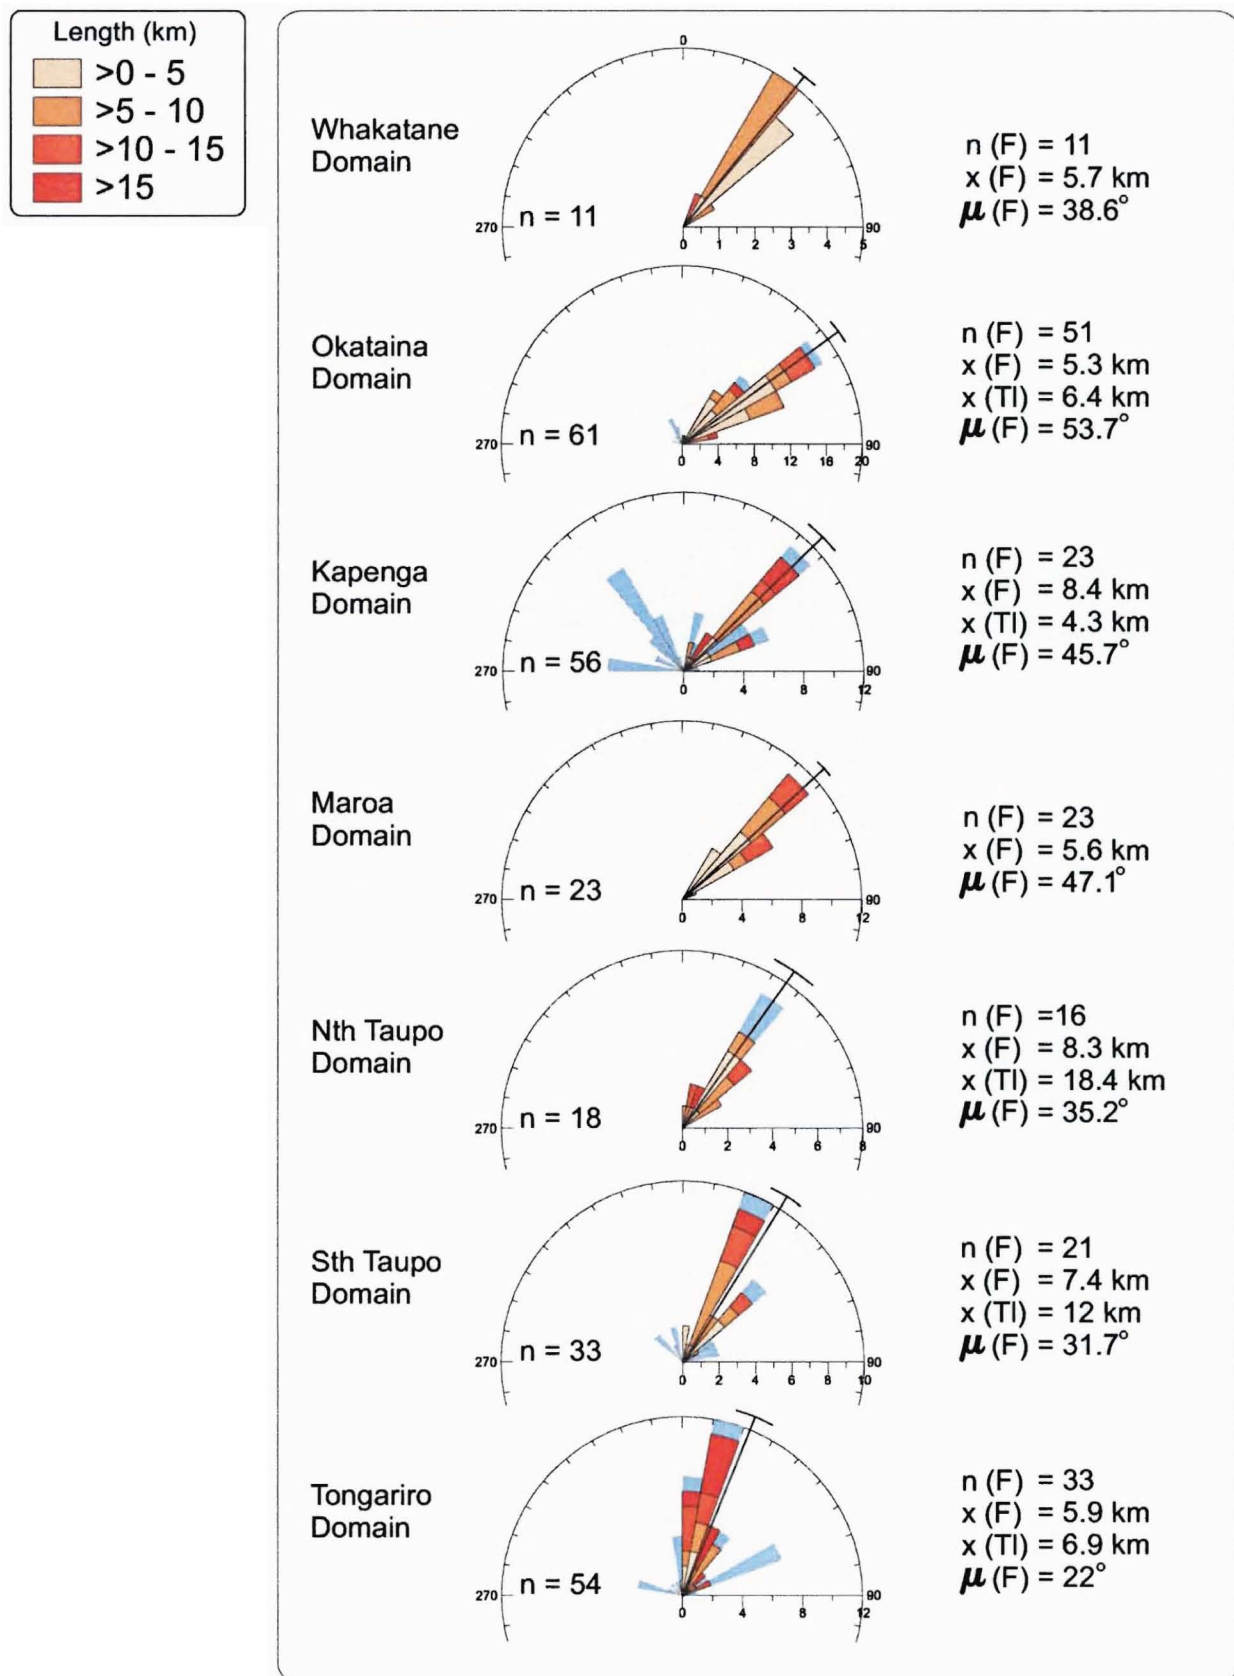 Length (km)
>0 - 5
>5 - 10
>10 - 15
>15
Whakatane
Domain
n = 11
0
270
90
0 1 2 3 4 5
n (F) = 11
x (F) = 5.7 km
μ (F) = 38.6°
Okataina
Domain
n = 61
270
90
0 4 8 12 16 20
n (F) = 51
x (F) = 5.3 km
x (Tl) = 6.4 km
μ (F) = 53.7°
Kapenga
Domain
n = 56
270
90
0 4 8 12
n (F) = 23
x (F) = 8.4 km
x (Tl) = 4.3 km
μ (F) = 45.7°
Maroa
Domain
n = 23
270
90
0 4 8 12
n (F) = 23
x (F) = 5.6 km
μ (F) = 47.1°
Nth Taupo
Domain
n = 18
270
90
0 2 4 6 8
n (F) =16
x (F) = 8.3 km
x (Tl) = 18.4 km
μ (F) = 35.2°
Sth Taupo
Domain
n = 33
270
90
0 2 4 6 8 10
n (F) = 21
x (F) = 7.4 km
x (Tl) = 12 km
μ (F) = 31.7°
Tongariro
Domain
n = 54
270
90
0 4 8 12
n (F) = 33
x (F) = 5.9 km
x (Tl) = 6.9 km
μ (F) = 22°